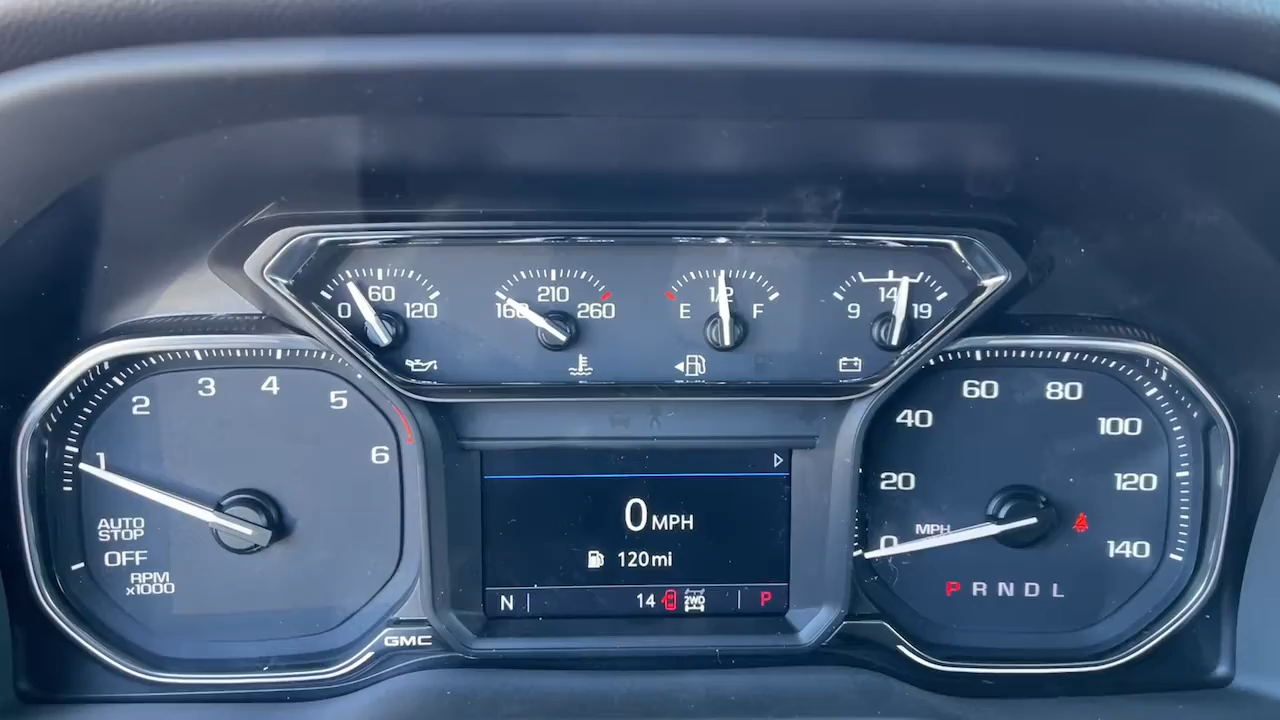 0 60 120
160 210 260
E 1/2 F
9 14 19
1 2 3 4 5 6
AUTO
STOP
OFF
RPM
x1000
GMC
0 MPH
120 mi
N 14 2WD P
0 20 40 60 80 100 120 140
MPH
P R N D L